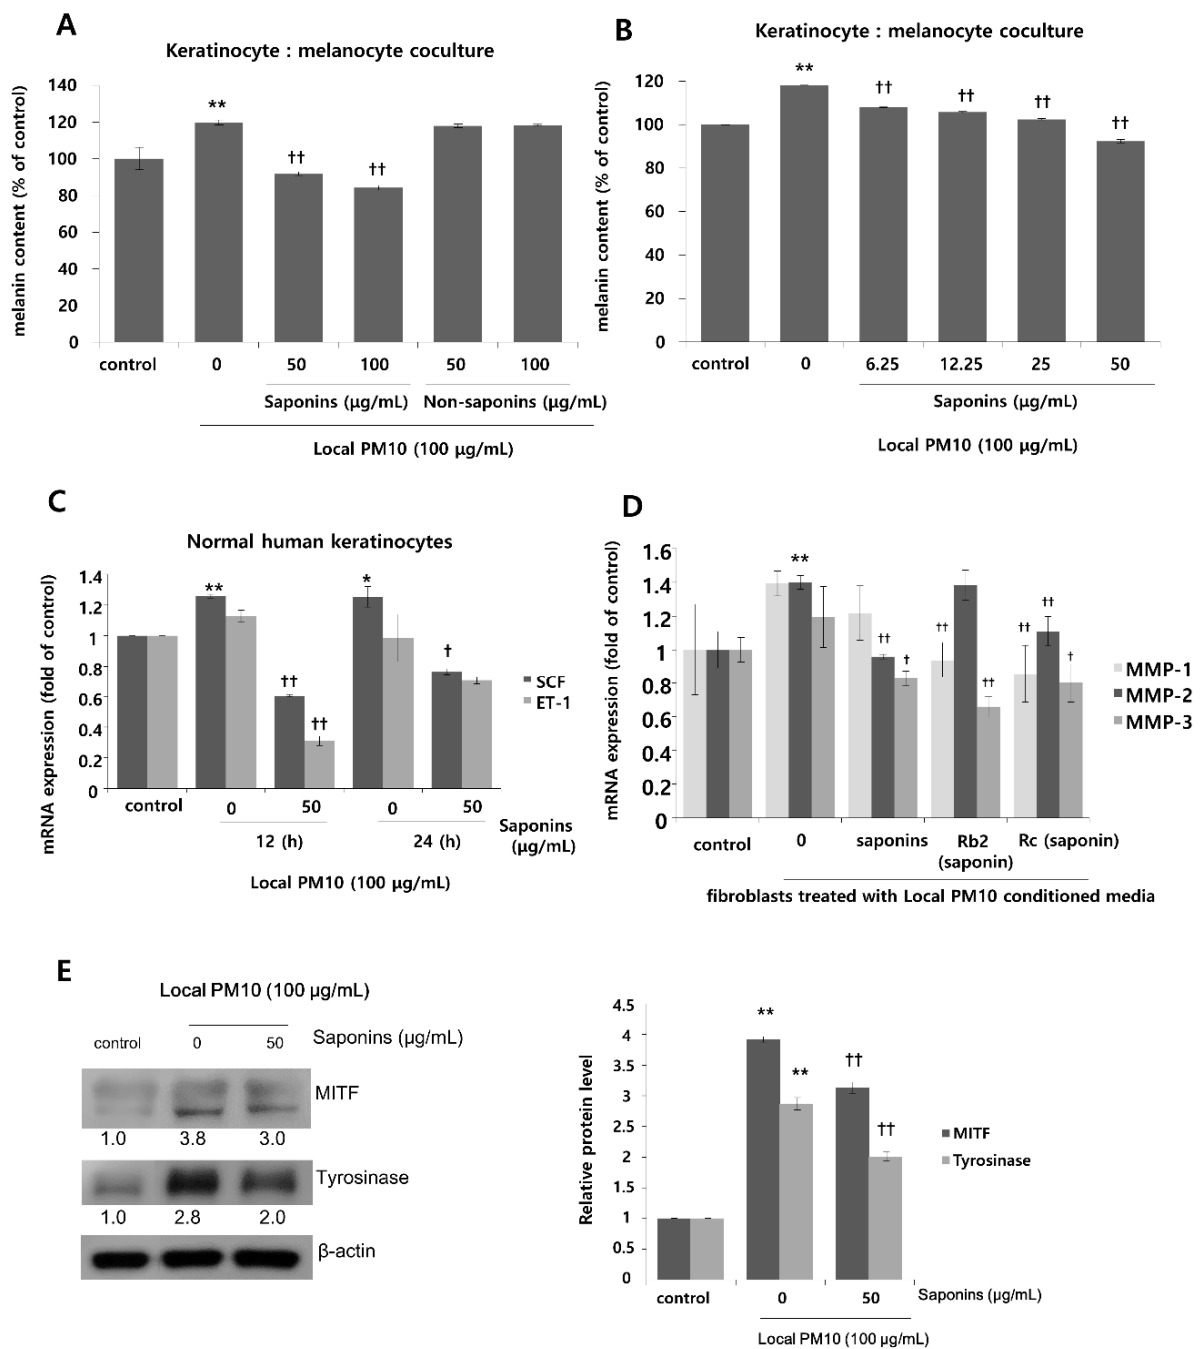 A
Keratinocyte : melanocyte coculture
melanin content (% of control)
140
120
100
80
60
40
20
0
**
††
††
control
0
50
100
50
100
Saponins (μg/mL)
Non-saponins (μg/mL)
Local PM10 (100 μg/mL)
B
Keratinocyte : melanocyte coculture
melanin content (% of control)
120
100
80
60
40
20
0
**
††
††
††
††
control
0
6.25
12.25
25
50
Saponins (μg/mL)
Local PM10 (100 μg/mL)
C
Normal human keratinocytes
mRNA expression (fold of control)
1.4
1.2
1
0.8
0.6
0.4
0.2
0
**
††
††
*
†
SCF
ET-1
control
0
50
0
50
Saponins
(μg/mL)
12 (h)
24 (h)
Local PM10 (100 μg/mL)
D
mRNA expression (fold of control)
1.6
1.4
1.2
1
0.8
0.6
0.4
0.2
0
**
††
†
††
††
††
††
†
MMP-1
MMP-2
MMP-3
control
0
saponins
Rb2
(saponin)
Rc (saponin)
fibroblasts treated with Local PM10 conditioned media
E
Local PM10 (100 μg/mL)
control
0
50
Saponins (μg/mL)
MITF
1.0
3.8
3.0
Tyrosinase
1.0
2.8
2.0
β-actin
Relative protein level
4.5
4
3.5
3
2.5
2
1.5
1
0.5
0
**
**
††
††
MITF
Tyrosinase
control
0
50
Saponins (μg/mL)
Local PM10 (100 μg/mL)